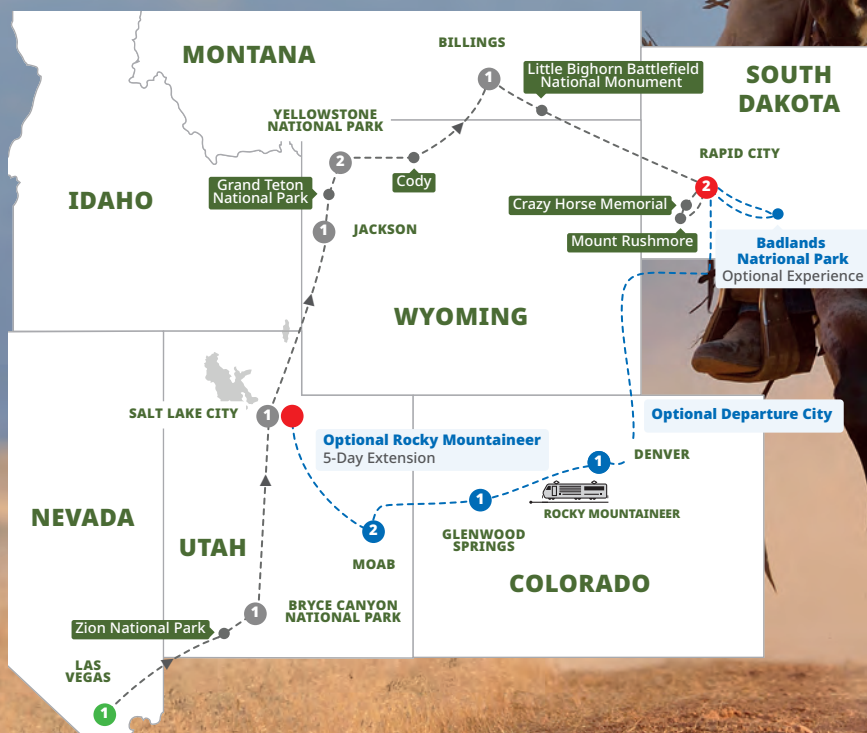 MONTANA
BILLINGS
1
Little Bighorn Battlefield
National Monument
SOUTH
DAKOTA
YELLOWSTONE
NATIONAL PARK
2
Cody
RAPID CITY
2
IDAHO
Grand Teton
National Park
1
JACKSON
Crazy Horse Memorial
Mount Rushmore
Badlands
Natrional Park
Optional Experience
WYOMING
SALT LAKE CITY
1
Optional Rocky Mountaineer
5-Day Extension
Optional Departure City
DENVER
1
ROCKY MOUNTAINEER
1
GLENWOOD
SPRINGS
2
MOAB
NEVADA
UTAH
COLORADO
1
BRYCE CANYON
NATIONAL PARK
Zion National Park
LAS
VEGAS
1